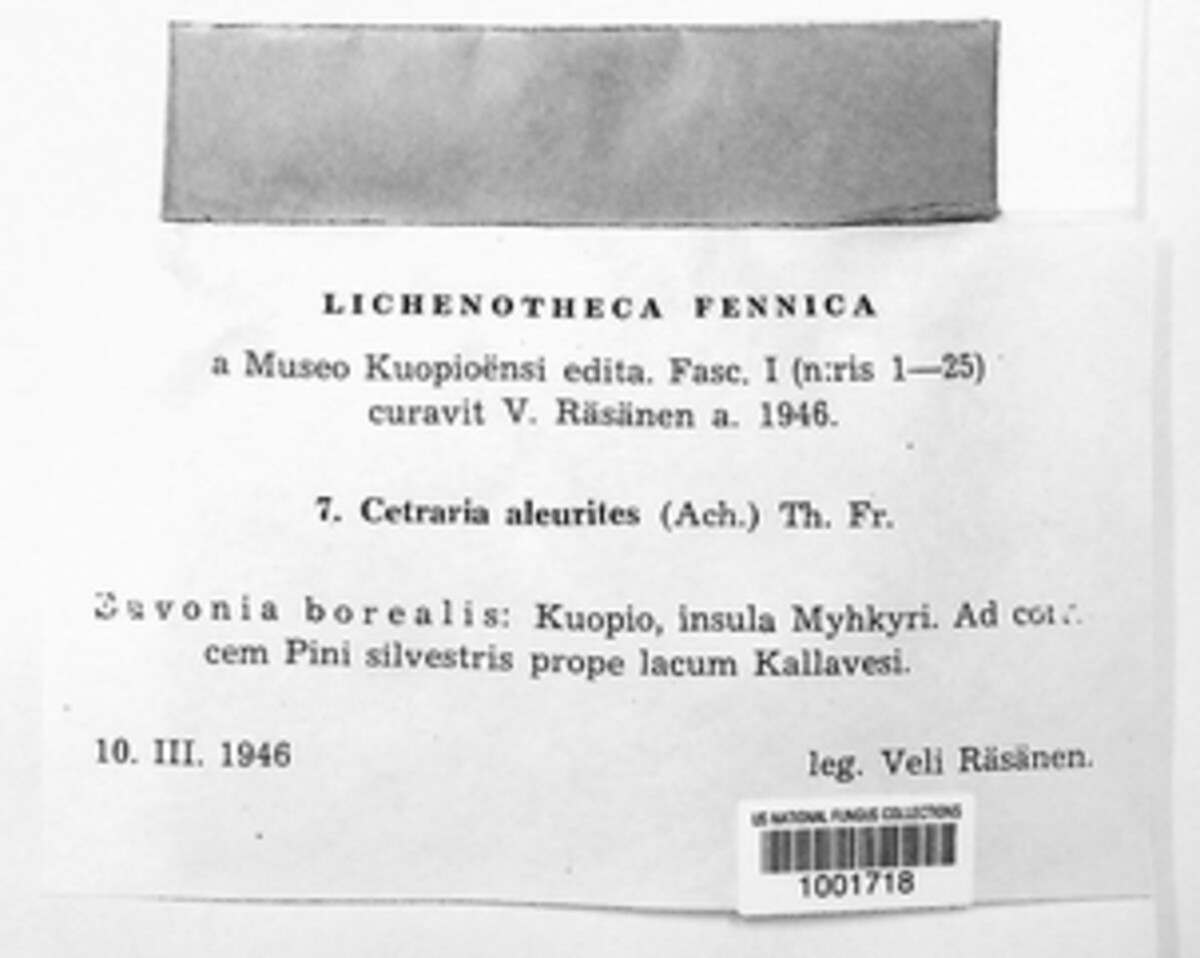 LICHENOTHECA FENNICA
a Museo Kuopioënsi edita. Fasc. I (n:ris 1—25)
curavit V. Räsänen a. 1946.
7. Cetraria aleurites (Ach.) Th. Fr.
borealis: Kuopio, insula Myhkyri. Ad
cem Pini silvestris prope lacum Kallavesi.
10. III. 1946
leg. Veli Räsänen.
US NATIONAL FUNGUS COLLECTIONS
1001718